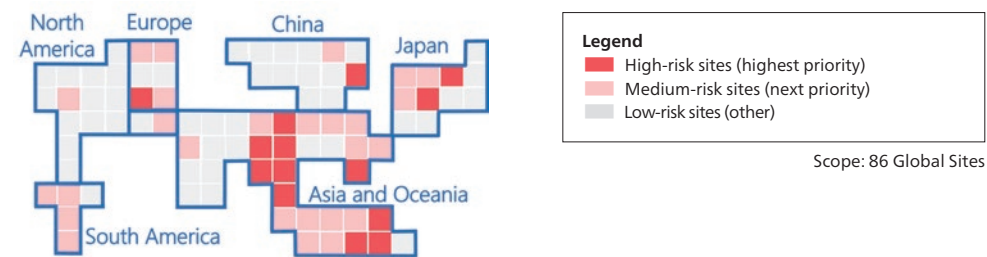 North
America
Europe
China
Japan
Asia and Oceania
South America
Legend
High-risk sites (highest priority)
Medium-risk sites (next priority)
Low-risk sites (other)
Scope: 86 Global Sites